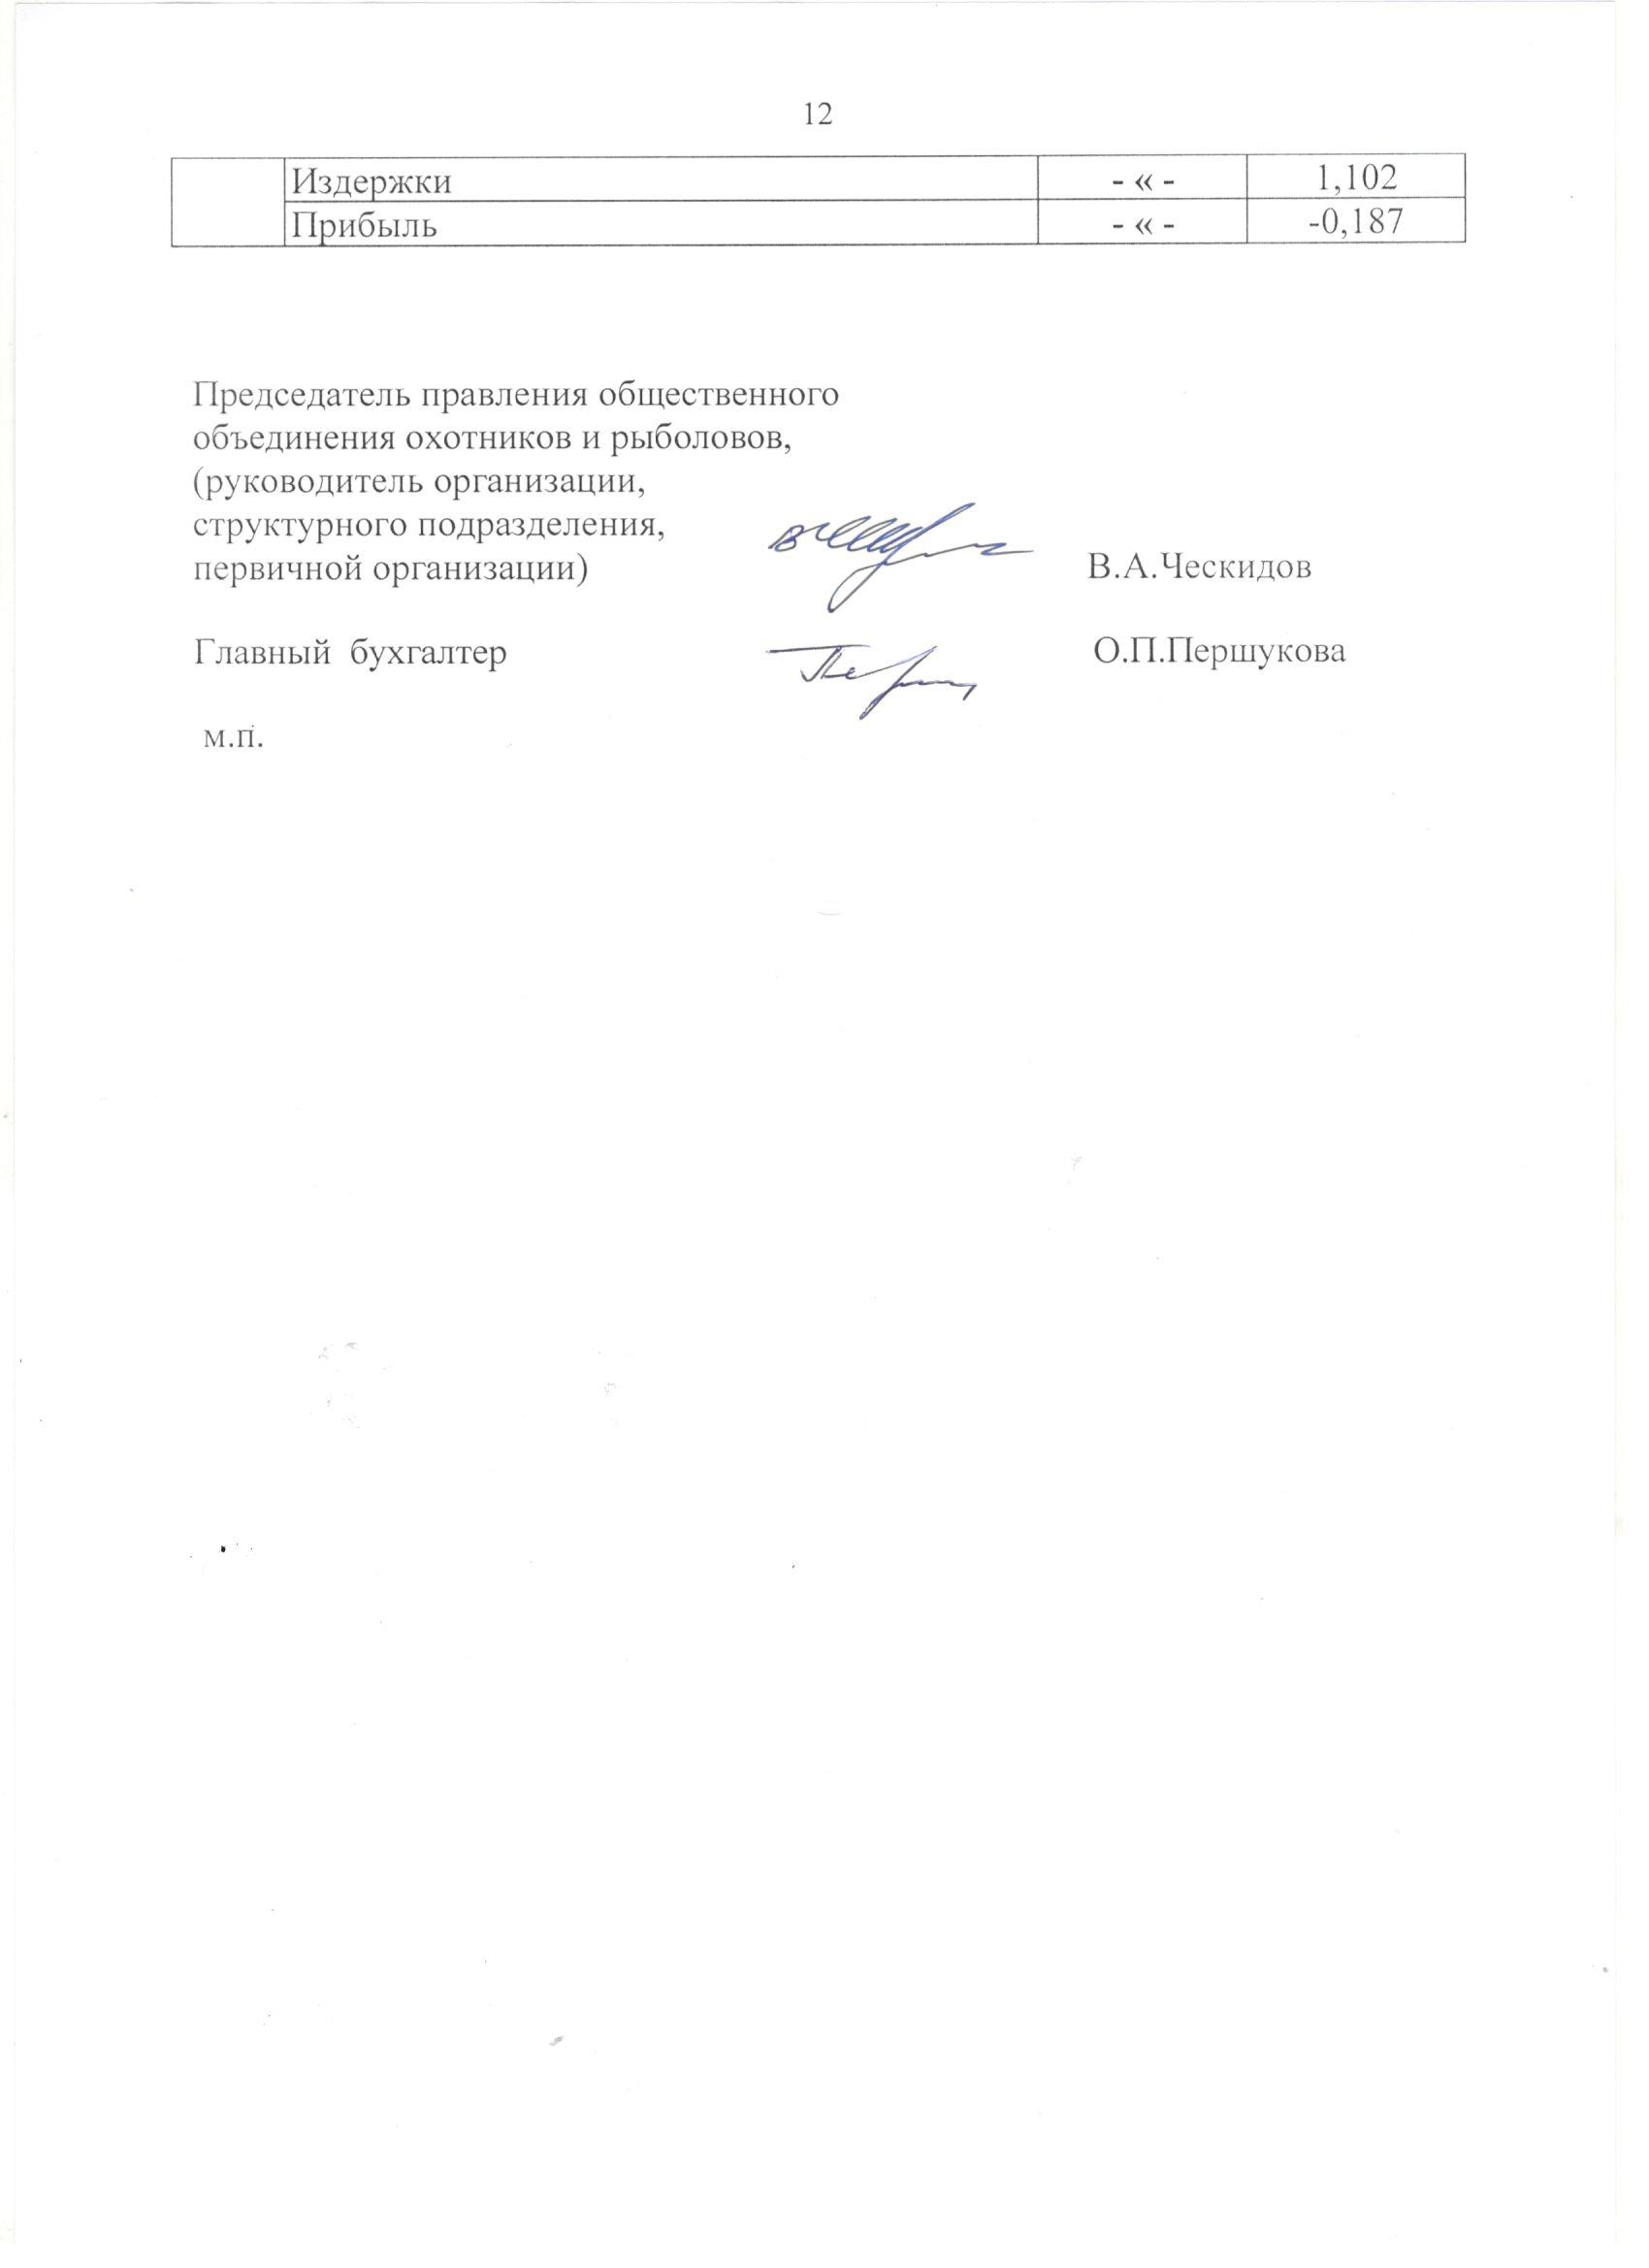 12
Издержки - « - 1,102
Прибыль - « - -0,187
Председатель правления общественного
объединения охотников и рыболовов,
(руководитель организации,
структурного подразделения,
первичной организации) В.А.Ческидов
Главный бухгалтер О.П.Першукова
м.п.